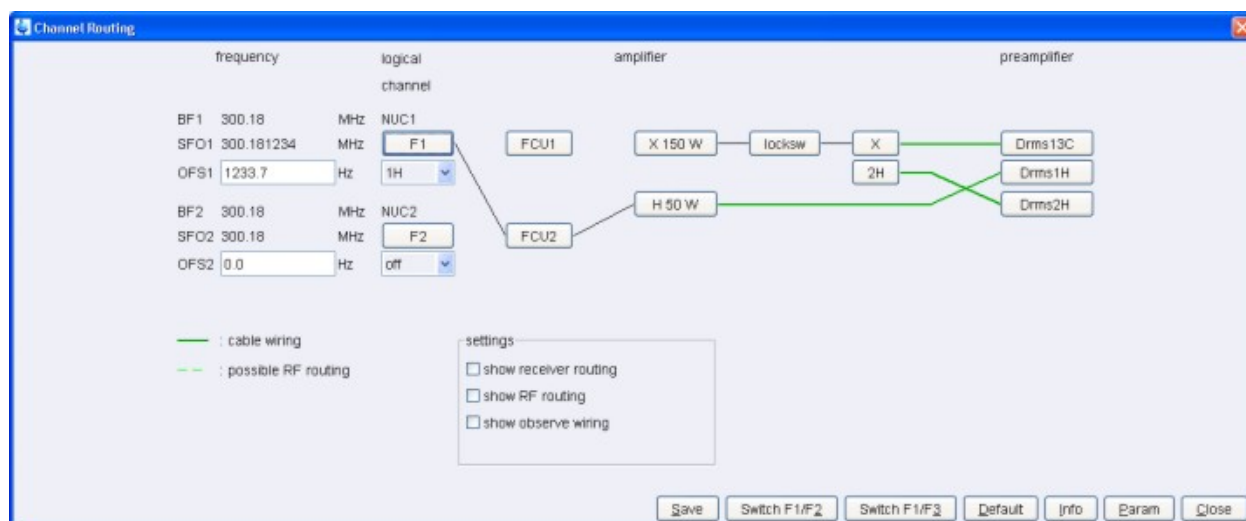 Channel Routing
frequency logical channel amplifier preamplifier
BF1 300.18 MHz NUC1
SFO1 300.181234 MHz F1 FCU1 X 150 W locksw X Drms13C
OFS1 1233.7 Hz 1H 2H Drms1H
BF2 300.18 MHz NUC2 H 50 W Drms2H
SFO2 300.18 MHz F2 FCU2
OFS2 0.0 Hz off
: cable wiring
: possible RF routing
settings
show receiver routing
show RF routing
show observe wiring
Save Switch F1/F2 Switch F1/F3 Default Info Param Close